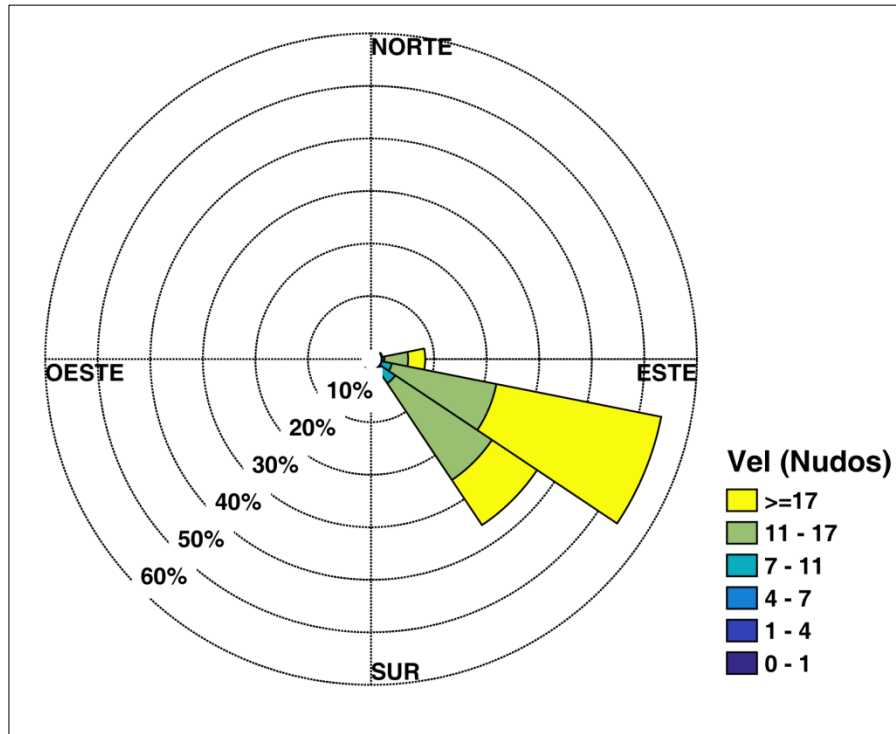 NORTE
OESTE
ESTE
10%
20%
30%
40%
50%
60%
SUR
Vel (Nudos)
>=17
11 - 17
7 - 11
4 - 7
1 - 4
0 - 1